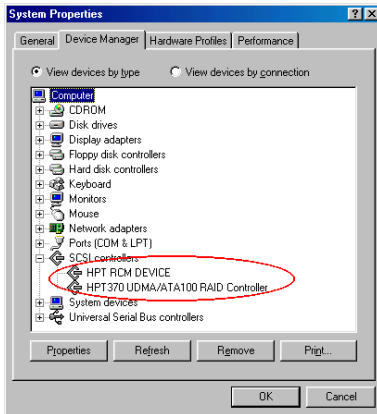 System Properties
General Device Manager Hardware Profiles Performance
View devices by type View devices by connection
Computer
CDROM
Disk drives
Display adapters
Floppy disk controllers
Hard disk controllers
Keyboard
Monitors
Mouse
Network adapters
Ports (COM & LPT)
SCSI controllers
HPT RCM DEVICE
HPT370 UDMA/ATA100 RAID Controller
System devices
Universal Serial Bus controllers
Properties Refresh Remove Print...
OK Cancel